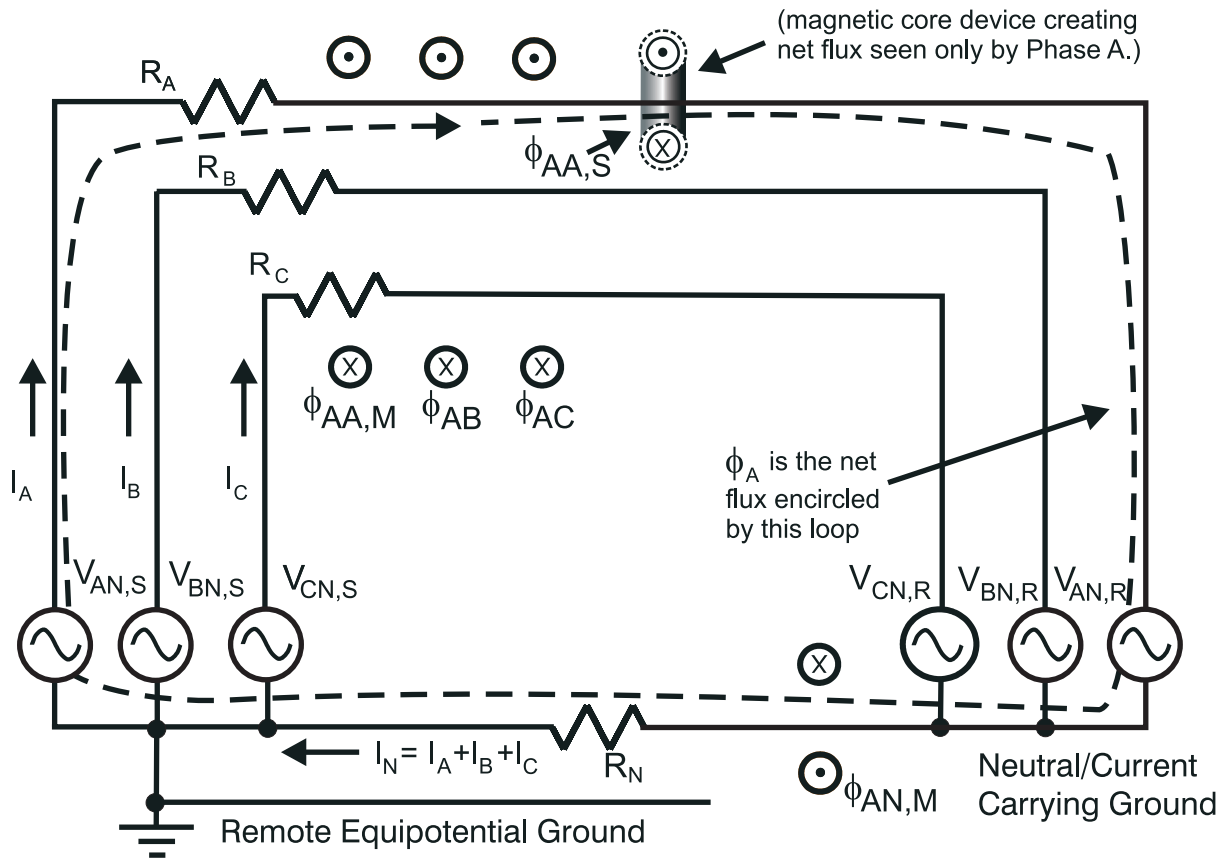 (magnetic core device creating
net flux seen only by Phase A.)
R_A
ϕ_AA,S
X
R_B
R_C
X X X
ϕ_AA,M ϕ_AB ϕ_AC
I_A I_B I_C
ϕ_A is the net
flux encircled
by this loop
V_AN,S V_BN,S V_CN,S
V_CN,R V_BN,R V_AN,R
X
I_N = I_A+I_B+I_C
R_N
ϕ_AN,M
Neutral/Current
Carrying Ground
Remote Equipotential Ground